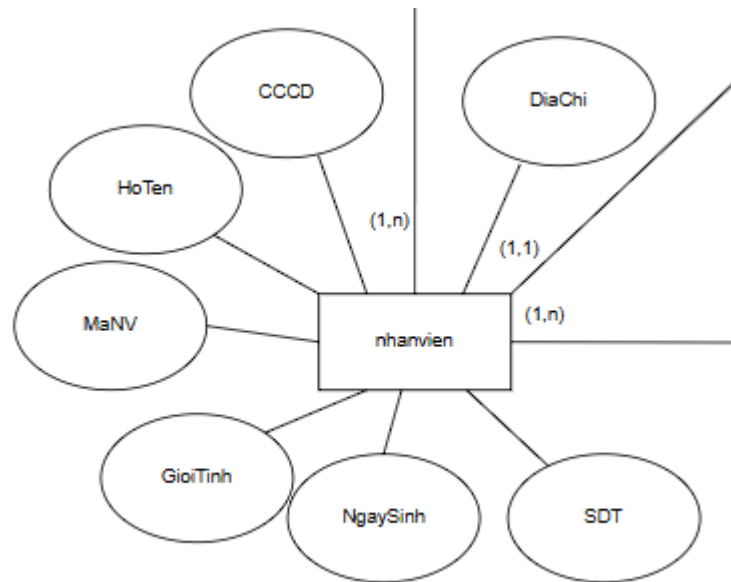 CCCD
DiaChi
HoTen
(1,n)
(1,1)
MaNV
(1,n)
nhanvien
GioiTinh
NgaySinh
SDT